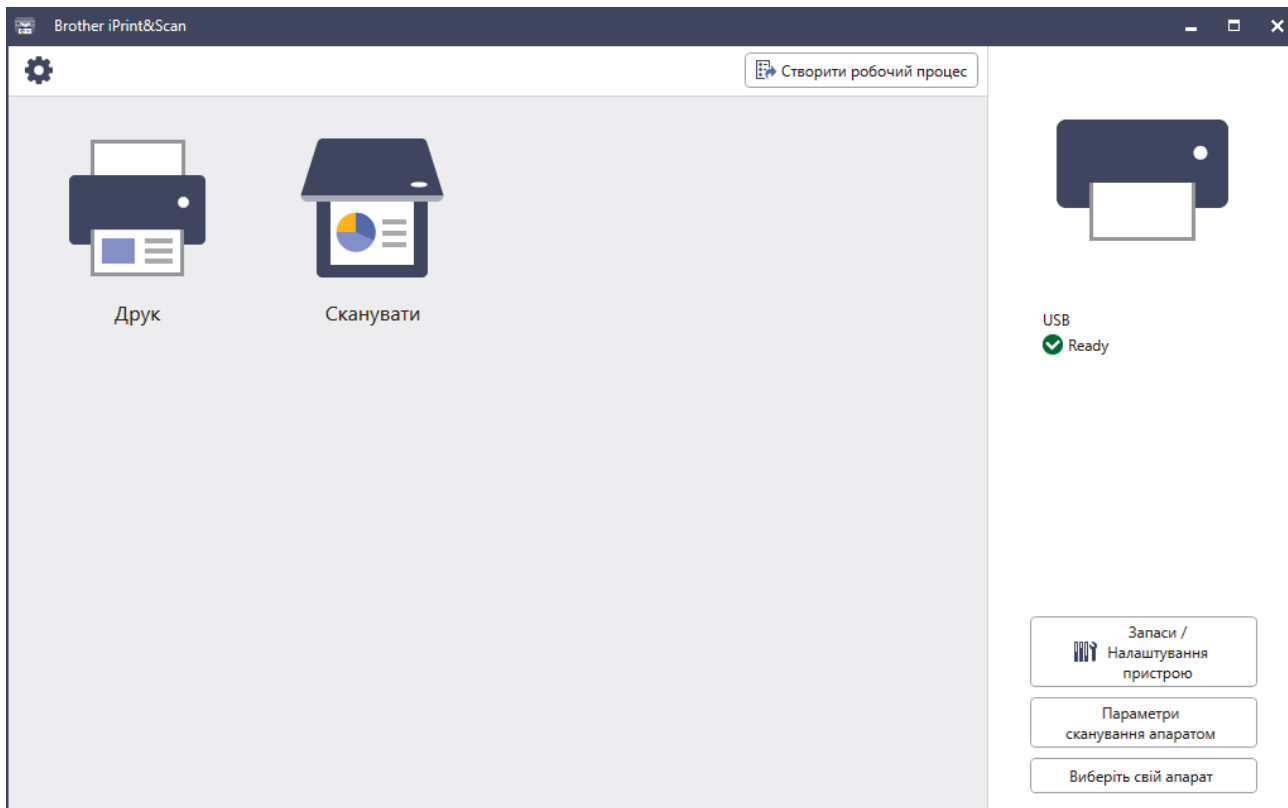 Brother iPrint&Scan
Створити робочий процес
Друк
Сканувати
USB
Ready
Запаси /
Налаштування
пристрою
Параметри
сканування апаратом
Виберіть свій апарат